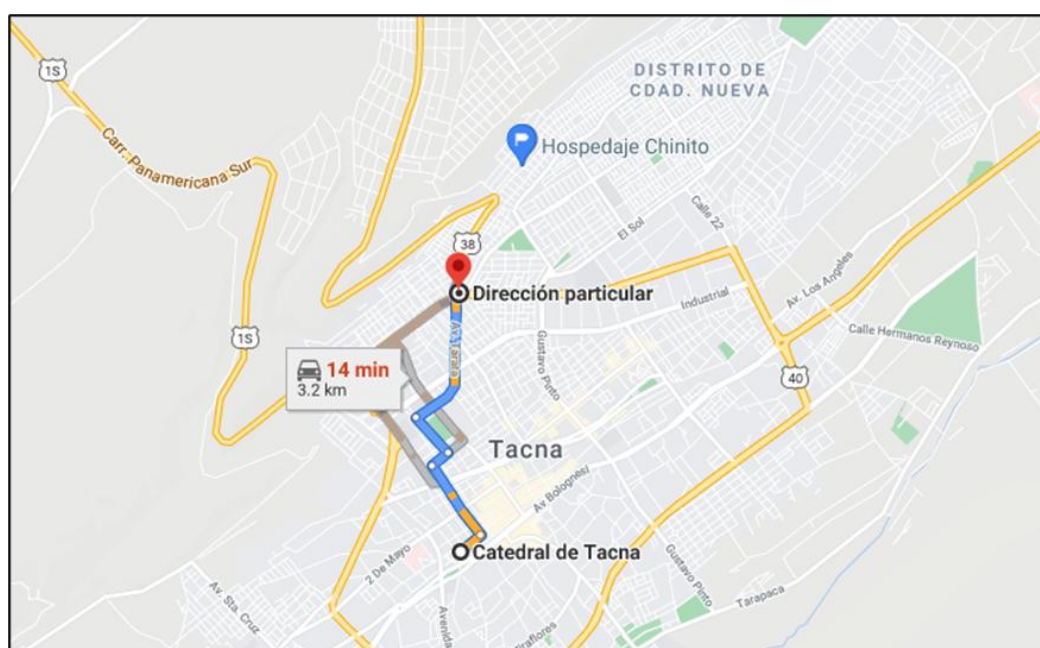 1S
DISTRITO DE
CDAD. NUEVA
Carr. Panamericana Sur
Hospedaje Chinito
Calle 22
El Sol
38
Dirección particular
Av. Los Angeles
Industrial
1S
Av. Tarata
Gustavo Pinto
Calle Hermanos Reynoso
14 min
3.2 km
40
Tacna
Av Bolognesi
Catedral de Tacna
2 De Mayo
Gustavo Pinto
Av. Sta. Cruz
Tarapaca
Avenida